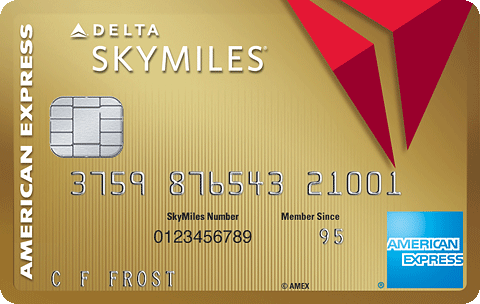 AMERICAN EXPRESS
DELTA
SKYMILES®
3759 876543 21001
SkyMiles Number Member Since
0123456789 95
AMERICAN EXPRESS
C F FROST
© AMEX ®